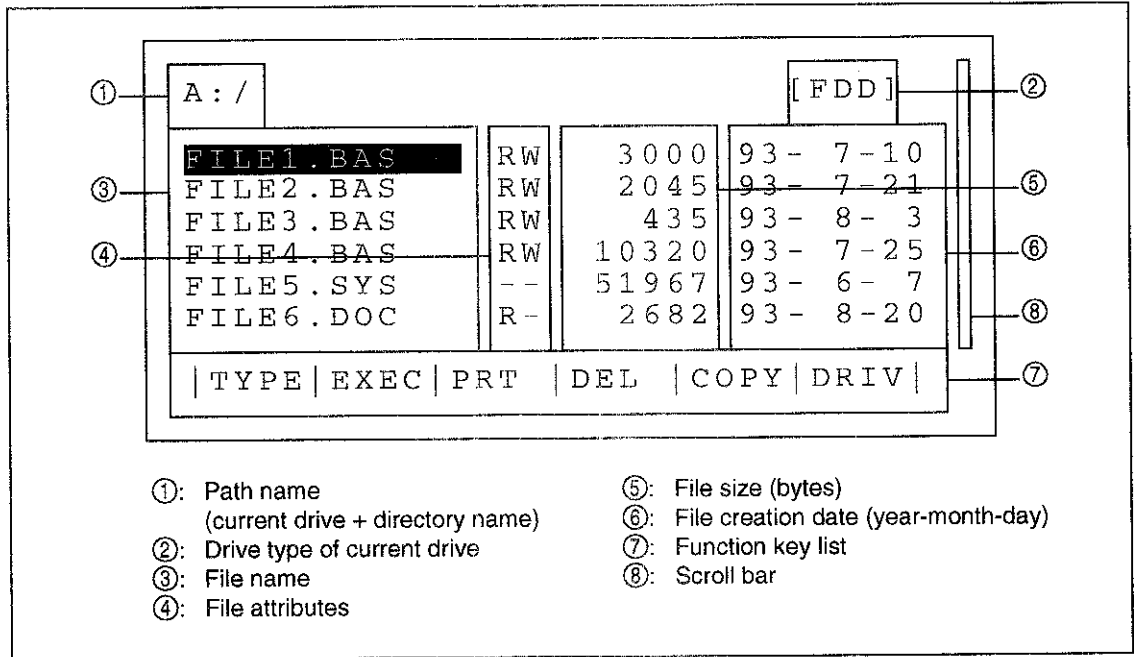 ① A:/ [FDD] ②
FILE1.BAS RW 3000 93- 7-10
③ FILE2.BAS RW 2045 93- 7-21 ⑤
FILE3.BAS RW 435 93- 8- 3
④ FILE4.BAS RW 10320 93- 7-25 ⑥
FILE5.SYS -- 51967 93- 6- 7
FILE6.DOC R- 2682 93- 8-20 ⑧
|TYPE|EXEC|PRT |DEL |COPY|DRIV| ⑦
①: Path name
(current drive + directory name)
②: Drive type of current drive
③: File name
④: File attributes
⑤: File size (bytes)
⑥: File creation date (year-month-day)
⑦: Function key list
⑧: Scroll bar